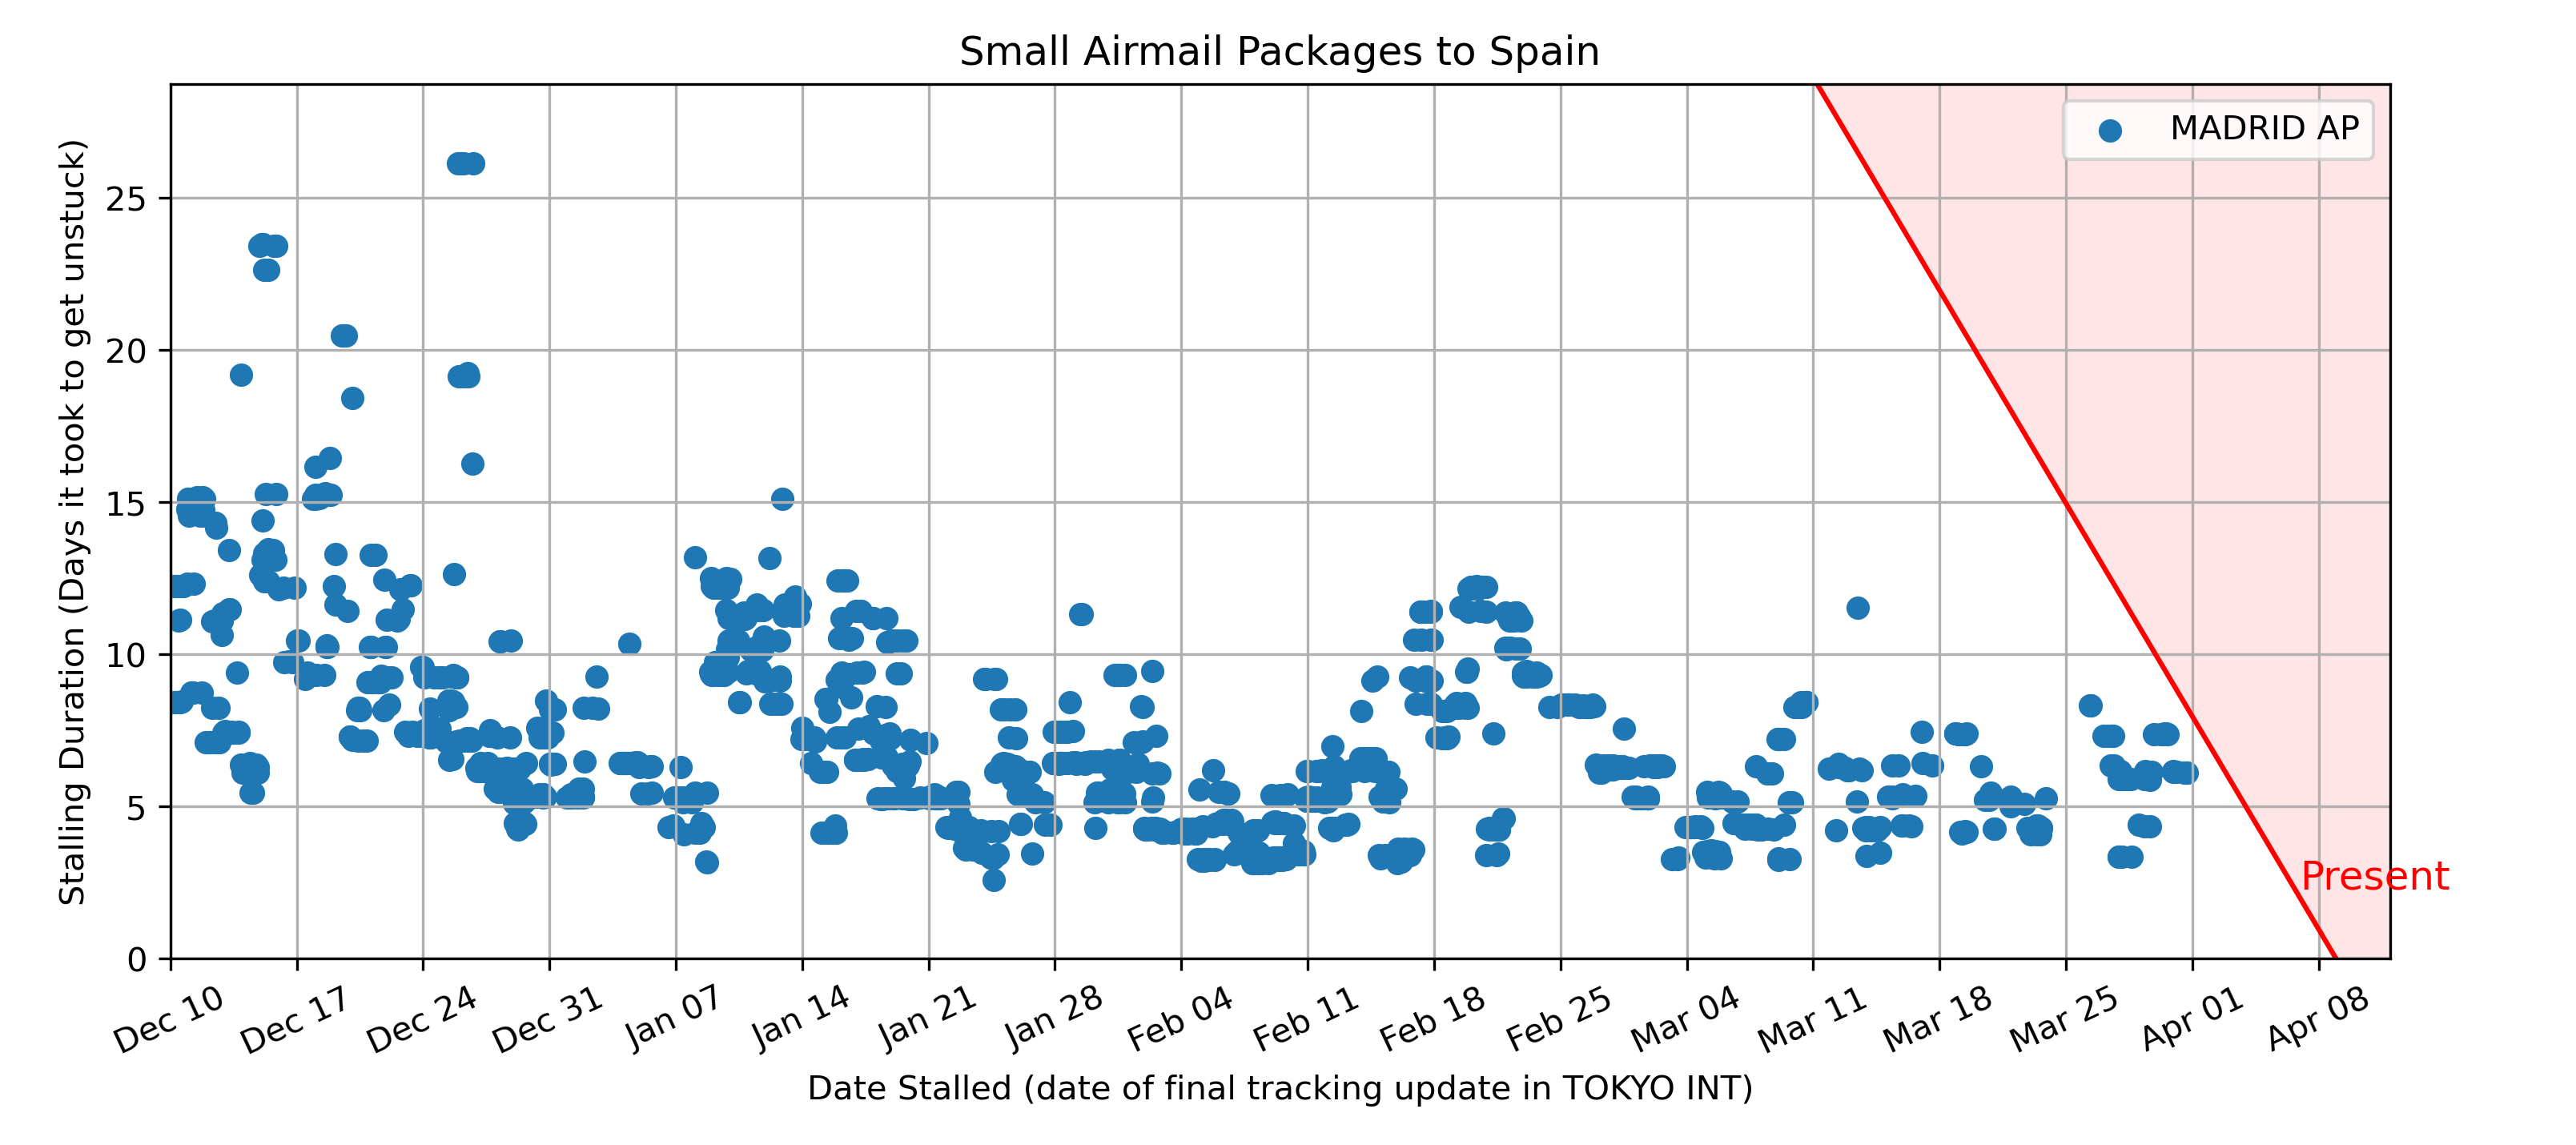 Small Airmail Packages to Spain
MADRID AP
Stalling Duration (Days it took to get unstuck)
25
20
15
10
5
0
Present
Dec 10
Dec 17
Dec 24
Dec 31
Jan 07
Jan 14
Jan 21
Jan 28
Feb 04
Feb 11
Feb 18
Feb 25
Mar 04
Mar 11
Mar 18
Mar 25
Apr 01
Apr 08
Date Stalled (date of final tracking update in TOKYO INT)